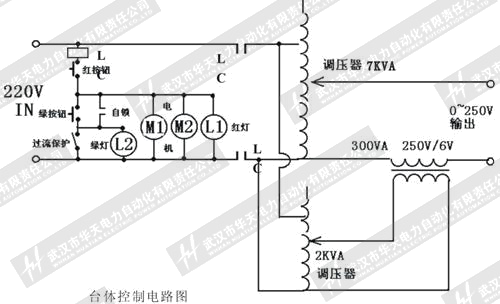 L
C
红按钮
220V
IN
绿按钮
自锁
过流保护
绿灯
L2
电
M1
M2
机
L1
红灯
L
C
L
C
调压器 7KVA
0~250V
输出
300VA
250V/6V
2KVA
调压器
台体控制电路图
武汉市华天电力自动化有限责任公司